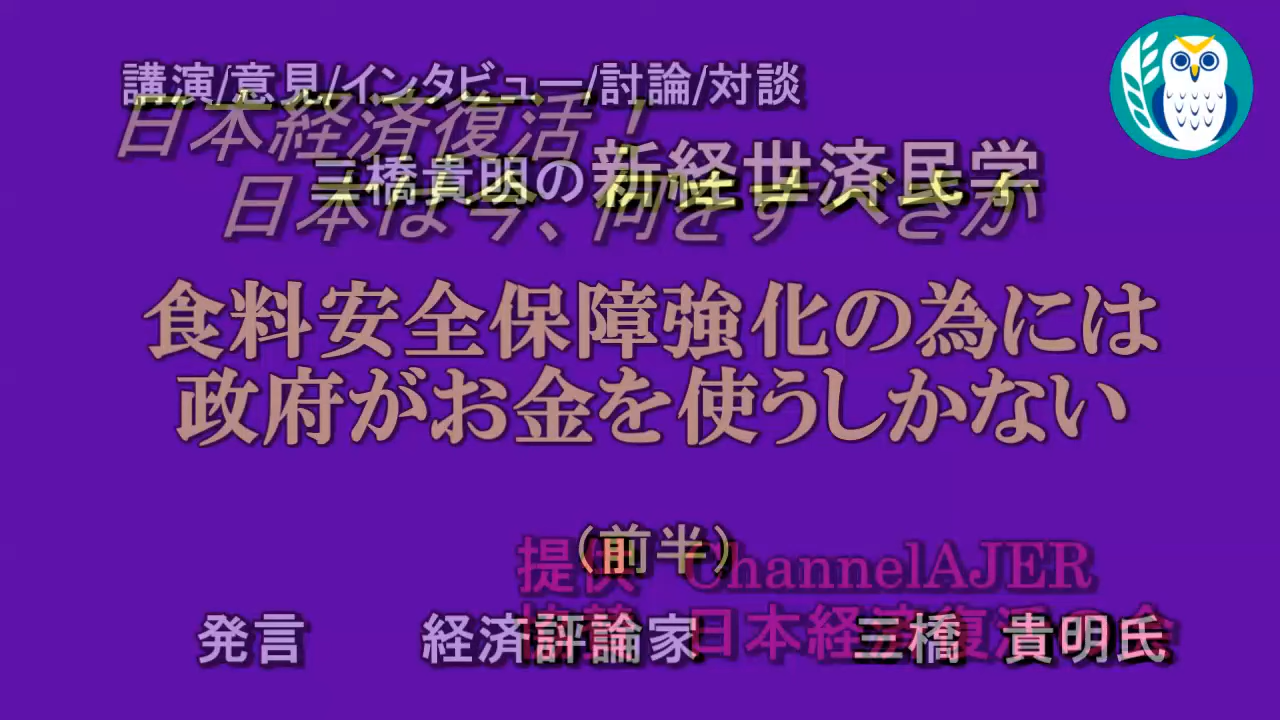 講演/意見/インタビュー/討論/対談
日本経済復活!
三橋貴明の新経世済民学
日本は今、何をすべきか
食料安全保障強化の為には
政府がお金を使うしかない
(前半)
提供 ChannelAJER
協賛 日本経済復活の会
発言 経済評論家 三橋 貴明氏